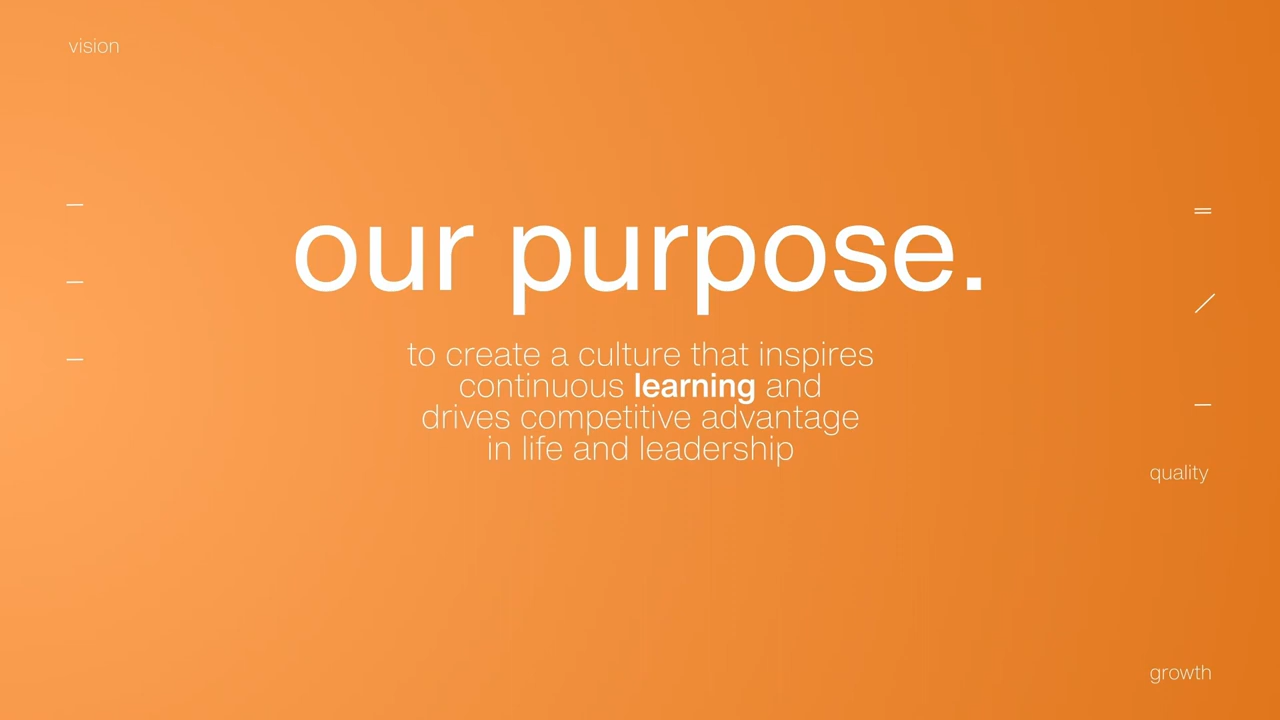 vision
our purpose.
to create a culture that inspires
continuous learning and
drives competitive advantage
in life and leadership
quality
growth